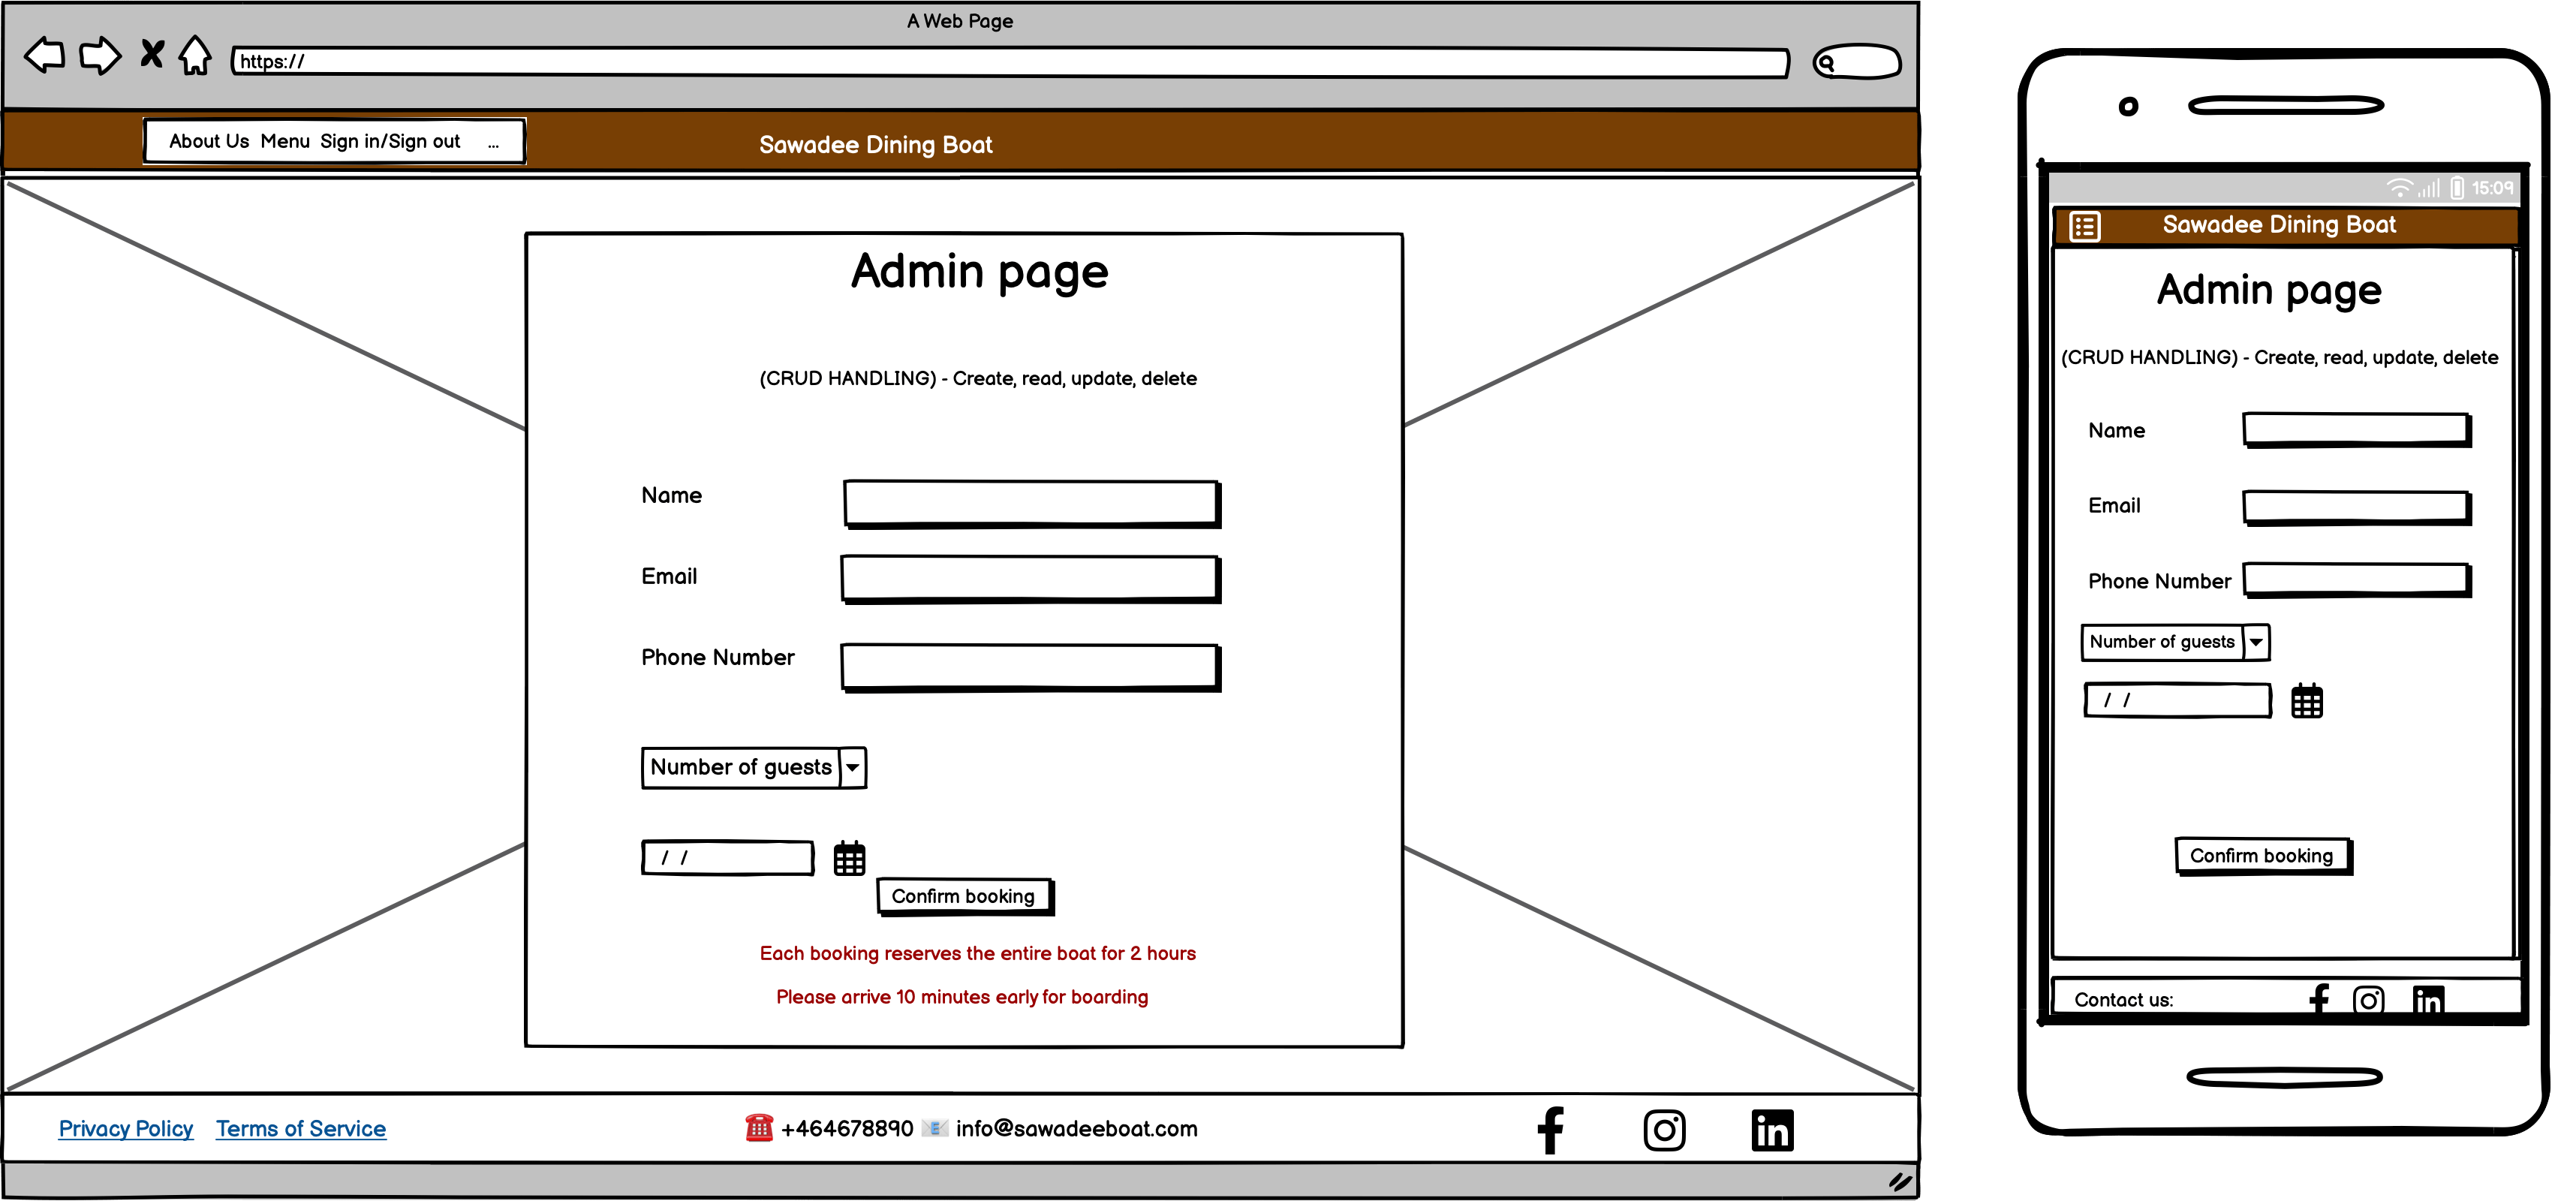 A Web Page
https://
About Us Menu Sign in/Sign out ...
Sawadee Dining Boat
Admin page
(CRUD HANDLING) - Create, read, update, delete
Name
Email
Phone Number
Number of guests
/ /
Confirm booking
Each booking reserves the entire boat for 2 hours
Please arrive 10 minutes early for boarding
Privacy Policy Terms of Service
+464678890 info@sawadeeboat.com
15:09
Sawadee Dining Boat
Admin page
(CRUD HANDLING) - Create, read, update, delete
Name
Email
Phone Number
Number of guests
/ /
Confirm booking
Contact us: